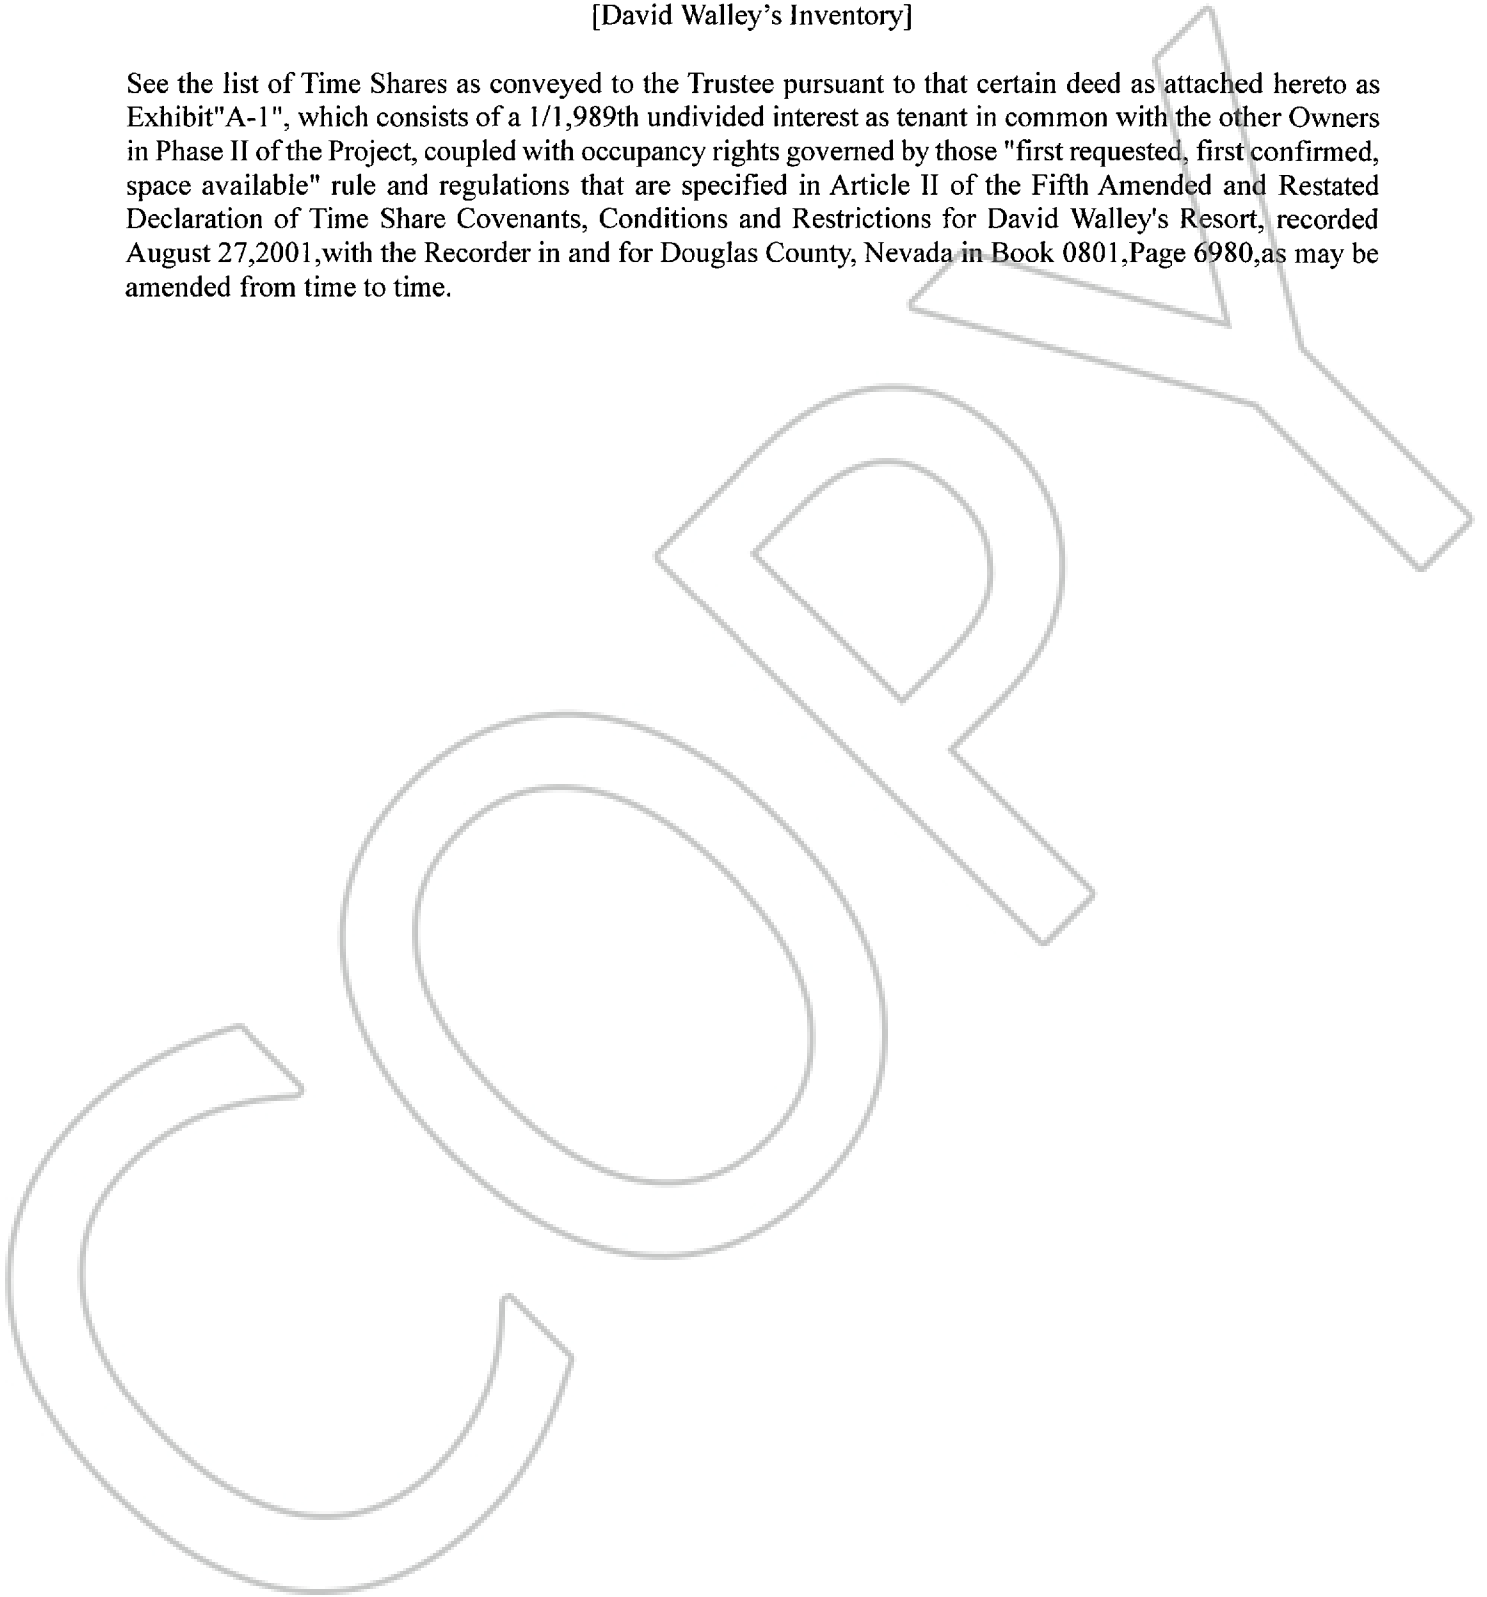 [David Walley’s Inventory]
See the list of Time Shares as conveyed to the Trustee pursuant to that certain deed as attached hereto as
Exhibit"A-1", which consists of a 1/1,989th undivided interest as tenant in common with the other Owners
in Phase II of the Project, coupled with occupancy rights governed by those "first requested, first confirmed,
space available" rule and regulations that are specified in Article II of the Fifth Amended and Restated
Declaration of Time Share Covenants, Conditions and Restrictions for David Walley's Resort, recorded
August 27,2001,with the Recorder in and for Douglas County, Nevada in Book 0801,Page 6980,as may be
amended from time to time.
COPY